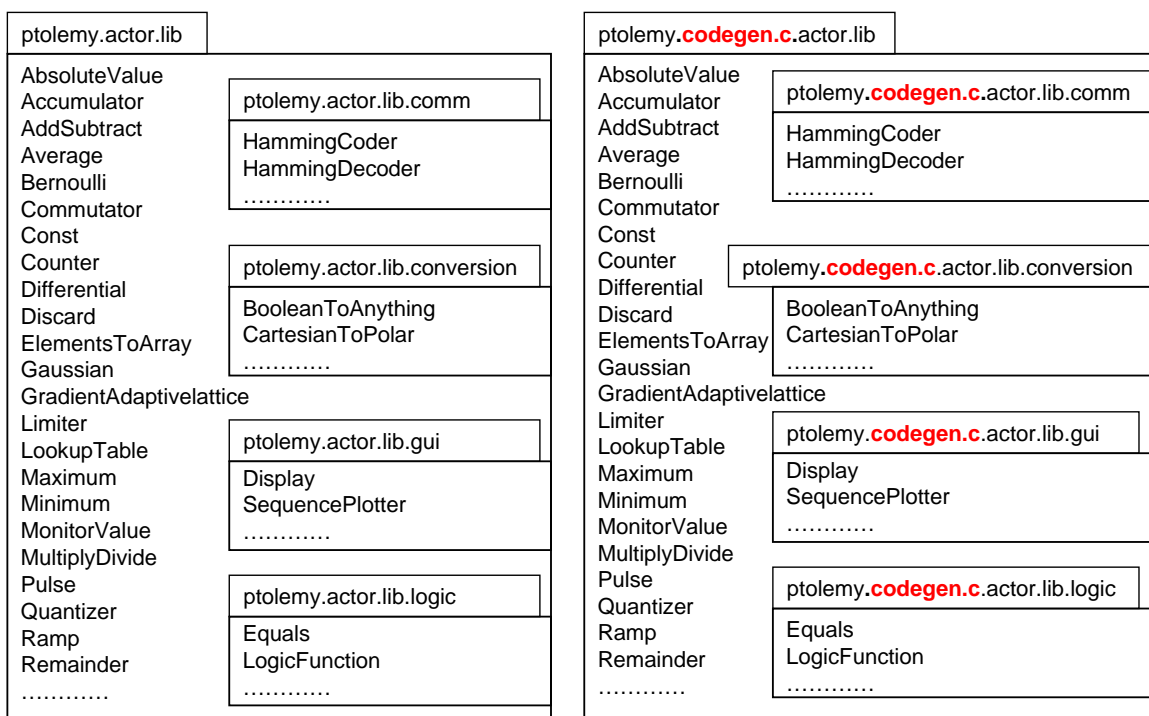 ptolemy.actor.lib
AbsoluteValue
Accumulator
AddSubtract
Average
Bernoulli
Commutator
Const
Counter
Differential
Discard
ElementsToArray
Gaussian
GradientAdaptivelattice
Limiter
LookupTable
Maximum
Minimum
MonitorValue
MultiplyDivide
Pulse
Quantizer
Ramp
Remainder
…………
ptolemy.actor.lib.comm
HammingCoder
HammingDecoder
…………
ptolemy.actor.lib.conversion
BooleanToAnything
CartesianToPolar
…………
ptolemy.actor.lib.gui
Display
SequencePlotter
…………
ptolemy.actor.lib.logic
Equals
LogicFunction
…………
ptolemy.codegen.c.actor.lib
AbsoluteValue
Accumulator
AddSubtract
Average
Bernoulli
Commutator
Const
Counter
Differential
Discard
ElementsToArray
Gaussian
GradientAdaptivelattice
Limiter
LookupTable
Maximum
Minimum
MonitorValue
MultiplyDivide
Pulse
Quantizer
Ramp
Remainder
…………
ptolemy.codegen.c.actor.lib.comm
HammingCoder
HammingDecoder
…………
ptolemy.codegen.c.actor.lib.conversion
BooleanToAnything
CartesianToPolar
…………
ptolemy.codegen.c.actor.lib.gui
Display
SequencePlotter
…………
ptolemy.codegen.c.actor.lib.logic
Equals
LogicFunction
…………